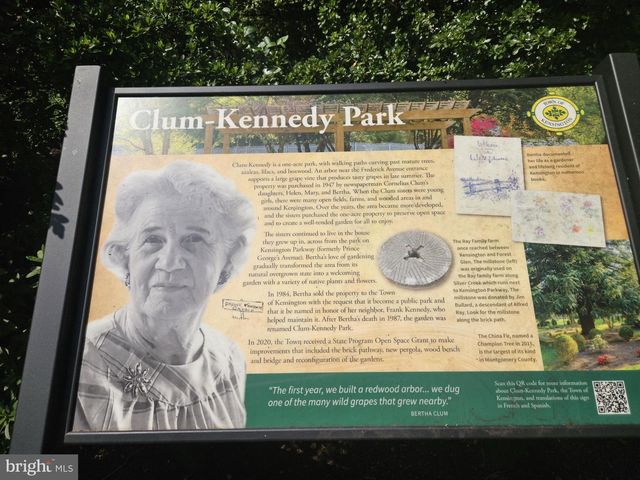 Clum-Kennedy Park
TOWN OF
KENSINGTON
Clum-Kennedy is a one-acre park, with walking paths curving past mature trees,
azaleas, lilacs, and boxwood. An arbor near the Frederick Avenue entrance
supports a large grape vine that produces tasty grapes in late summer. The
property was purchased in 1947 by newspaperman Cornelius Clum's
daughters, Helen, Mary, and Bertha. When the Clum sisters were young
girls, there were many open fields, farms, and wooded areas in and
around Kensington. Over the years, the area became more developed,
and the sisters purchased the one-acre property to preserve open space
and to create a well-tended garden for all to enjoy.
The sisters continued to live in the house
they grew up in, across from the park on
Kensington Parkway (formerly Prince
George's Avenue). Bertha's love of gardening
gradually transformed the area from its
natural overgrown state into a welcoming
garden with a variety of native plants and flowers.
In 1984, Bertha sold the property to the Town
of Kensington with the request that it become a public park and
that it be named in honor of her neighbor, Frank Kennedy, who
helped maintain it. After Bertha's death in 1987, the garden was
renamed Clum-Kennedy Park.
In 2020, the Town received a State Program Open Space Grant to make
improvements that included the brick pathway, new pergola, wood bench
and bridge and reconfiguration of the gardens.
Bertha documented
her life as a gardener
and lifelong resident of
Kensington in numerous
books.
The Ray Family farm
once reached between
Kensington and Forest
Glen. The millstone (left)
was originally used on
the Ray family farm along
Silver Creek which runs next
to Kensington Parkway. The
millstone was donated by Jim
Ballard, a descendant of Alfred
Ray. Look for the millstone
along the brick path.
The China Fir, named a
Champion Tree in 2015,
is the largest of its kind
in Montgomery County.
"The first year, we built a redwood arbor... we dug
one of the many wild grapes that grew nearby."
BERTHA CLUM
Scan this QR code for more information
about Clum-Kennedy Park, the Town of
Kensington, and translations of this sign
in French and Spanish.
bright MLS